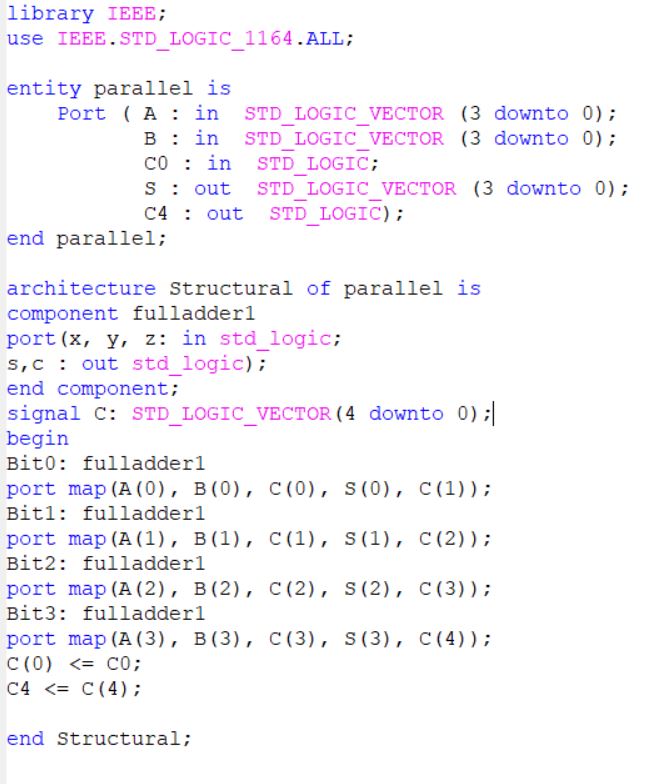 library IEEE;
use IEEE.STD_LOGIC_1164.ALL;
entity parallel is
Port ( A : in STD_LOGIC_VECTOR (3 downto 0);
B : in STD_LOGIC_VECTOR (3 downto 0);
C0 : in STD_LOGIC;
S : out STD_LOGIC_VECTOR (3 downto 0);
C4 : out STD_LOGIC);
end parallel;
architecture Structural of parallel is
component fulladder1
port(x, y, z: in std_logic;
s,c : out std_logic);
end component;
signal C: STD_LOGIC_VECTOR(4 downto 0);
begin
Bit0: fulladder1
port map(A(0), B(0), C(0), S(0), C(1));
Bit1: fulladder1
port map(A(1), B(1), C(1), S(1), C(2));
Bit2: fulladder1
port map(A(2), B(2), C(2), S(2), C(3));
Bit3: fulladder1
port map(A(3), B(3), C(3), S(3), C(4));
C(0) <= C0;
C4 <= C(4);
end Structural;